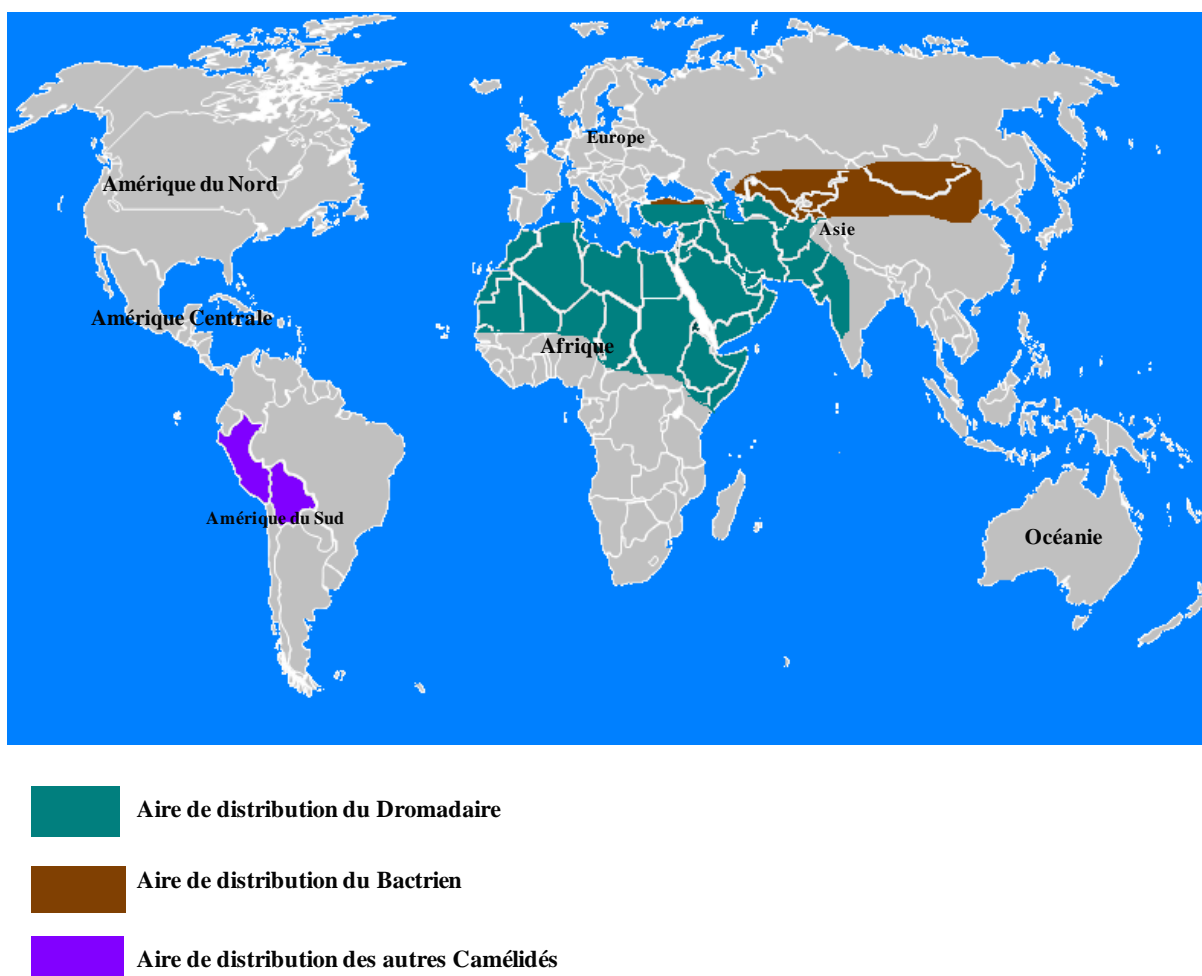 Europe
Amérique du Nord
Asie
Amérique Centrale
Afrique
Amérique du Sud
Océanie
Aire de distribution du Dromadaire
Aire de distribution du Bactrien
Aire de distribution des autres Camélidés